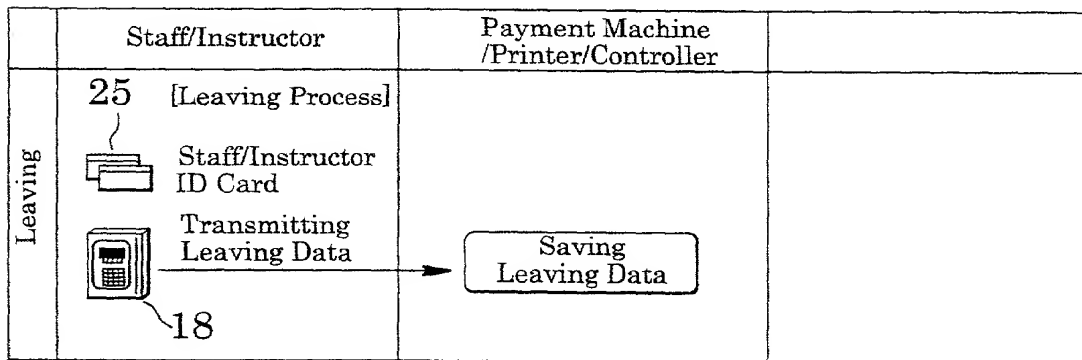 Staff/Instructor
Payment Machine
/Printer/Controller
Leaving
25 [Leaving Process]
Staff/Instructor
ID Card
Transmitting
Leaving Data
18
Saving
Leaving Data